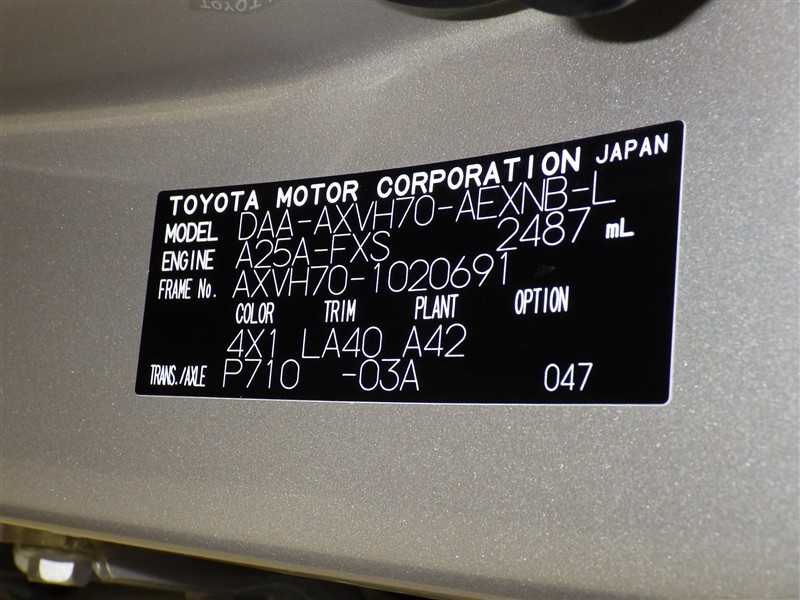 TOYOTA MOTOR CORPORATION JAPAN
MODEL DAA-AXVH70-AEXNB-L
ENGINE A25A-FXS 2487 mL
FRAME No. AXVH70-1020691
COLOR TRIM PLANT OPTION
4X1 LA40 A42
TRANS./AXLE P710 -03A 047